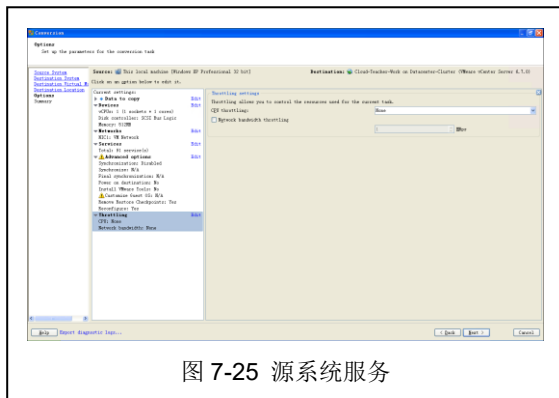 Conversion
Options
Set up the parameters for the conversion task
Source System
Destination System
Destination Virtual M
Destination Location
Options
Summary
Source: This local machine (Windows XP Professional 32 bit) Destination: Cloud-Teacher-Work on Datacenter-Cluster (VMware vCenter Server 6.7.0)
Click on an option below to edit it.
Current settings:
Data to copy Edit
Devices Edit
vCPUs: 1 (1 sockets * 1 cores)
Disk controller: SCSI Bus Logic
Memory: 512MB
Networks Edit
NIC1: VM Network
Services Edit
Total: 81 service(s)
Advanced options Edit
Synchronization: Disabled
Synchronize: N/A
Final synchronization: N/A
Power on destination: No
Install VMware Tools: No
Customize Guest OS: N/A
Remove Restore Checkpoints: Yes
Reconfigure: Yes
Throttling Edit
CPU: None
Network bandwidth: None
Throttling settings
Throttling allows you to control the resources used for the current task.
CPU throttling: None
Network bandwidth throttling
MBps
Help Export diagnostic logs... < Back Next > Cancel
图 7-25 源系统服务